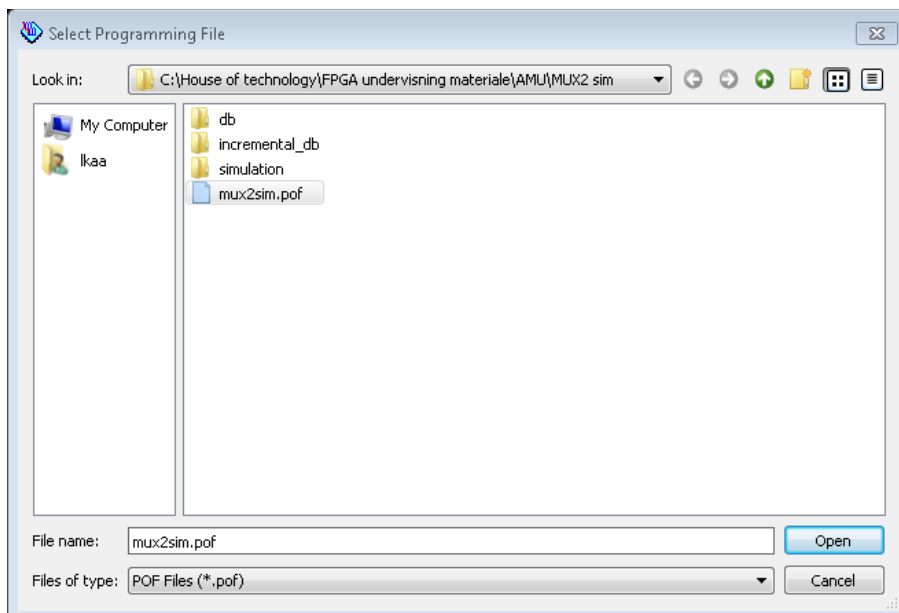 Select Programming File
Look in: C:\House of technology\FPGA undervisning materiale\AMU\MUX2 sim
My Computer
lkaa
db
incremental_db
simulation
mux2sim.pof
File name: mux2sim.pof Open
Files of type: POF Files (*.pof) Cancel